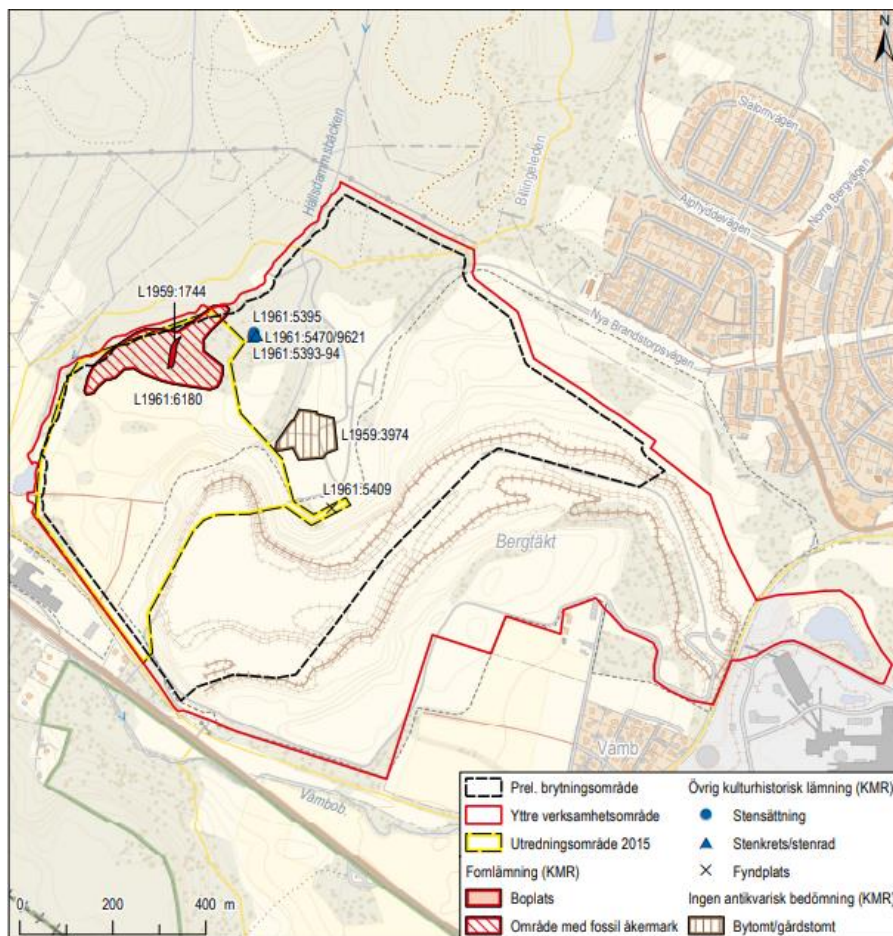 N
Slalomvägen
Hållsdammsbäcken
Billingeleden
Alphyddevägen
Norra Bergvägen
L1959:1744
L1961:5395
L1961:5470/9621
L1961:5393-94
Nya Brandstorpsvägen
L1961:6180
L1959:3974
L1961:5409
Bergtäkt
Våmb
Våmbob.
0 200 400 m
Prel. brytningsområde
Yttre verksamhetsområde
Utredningsområde 2015
Fornlämning (KMR)
Boplats
Område med fossil åkermark
Övrig kulturhistorisk lämning (KMR)
Stensättning
Stenkrets/stenrad
Fyndplats
Ingen antikvarisk bedömning (KMR)
Bytomt/gårdstomt